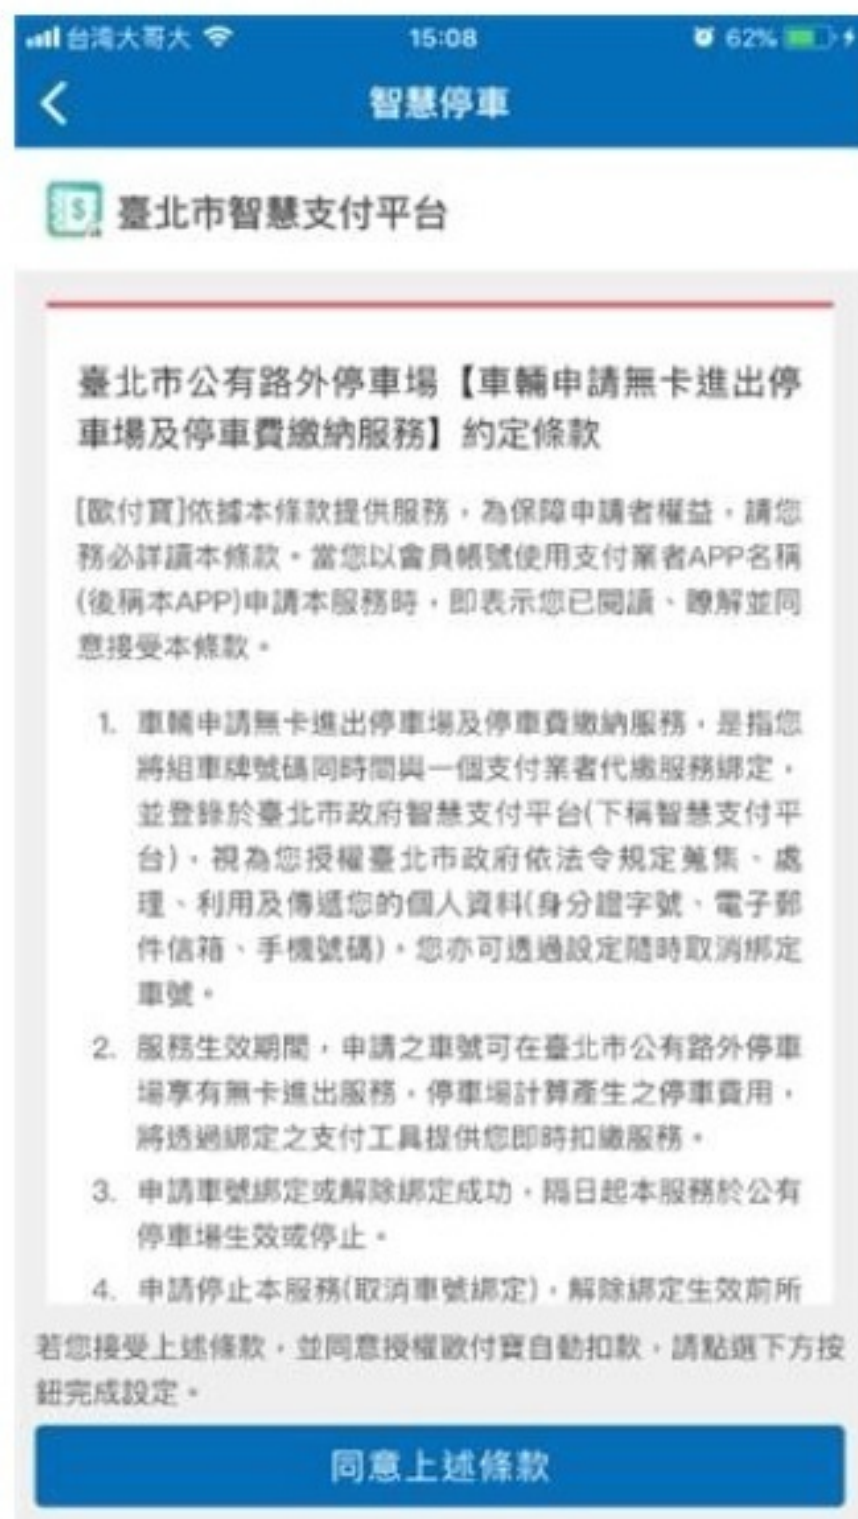 台湾大哥大 15:08 62%
智慧停車
臺北市智慧支付平台
臺北市公有路外停車場【車輛申請無卡進出停
車場及停車費繳納服務】約定條款
[歐付寶]依據本條款提供服務,為保障申請者權益,請您
務必詳讀本條款。當您以會員帳號使用支付業者APP名稱
(後稱本APP)申請本服務時,即表示您已閱讀、瞭解並同
意接受本條款。
1. 車輛申請無卡進出停車場及停車費繳納服務,是指您
將組車牌號碼同時間與一個支付業者代繳服務綁定,
並登錄於臺北市政府智慧支付平台(下稱智慧支付平
台),視為您授權臺北市政府依法令規定蒐集、處
理、利用及傳遞您的個人資料(身分證字號、電子郵
件信箱、手機號碼),您亦可透過設定隨時取消綁定
車號。
2. 服務生效期間,申請之車號可在臺北市公有路外停車
場享有無卡進出服務,停車場計算產生之停車費用,
將透過綁定之支付工具提供您即時扣繳服務。
3. 申請車號綁定或解除綁定成功,隔日起本服務於公有
停車場生效或停止。
4. 申請停止本服務(取消車號綁定),解除綁定生效前所
若您接受上述條款,並同意授權歐付寶自動扣款,請點選下方按
鈕完成設定。
同意上述條款